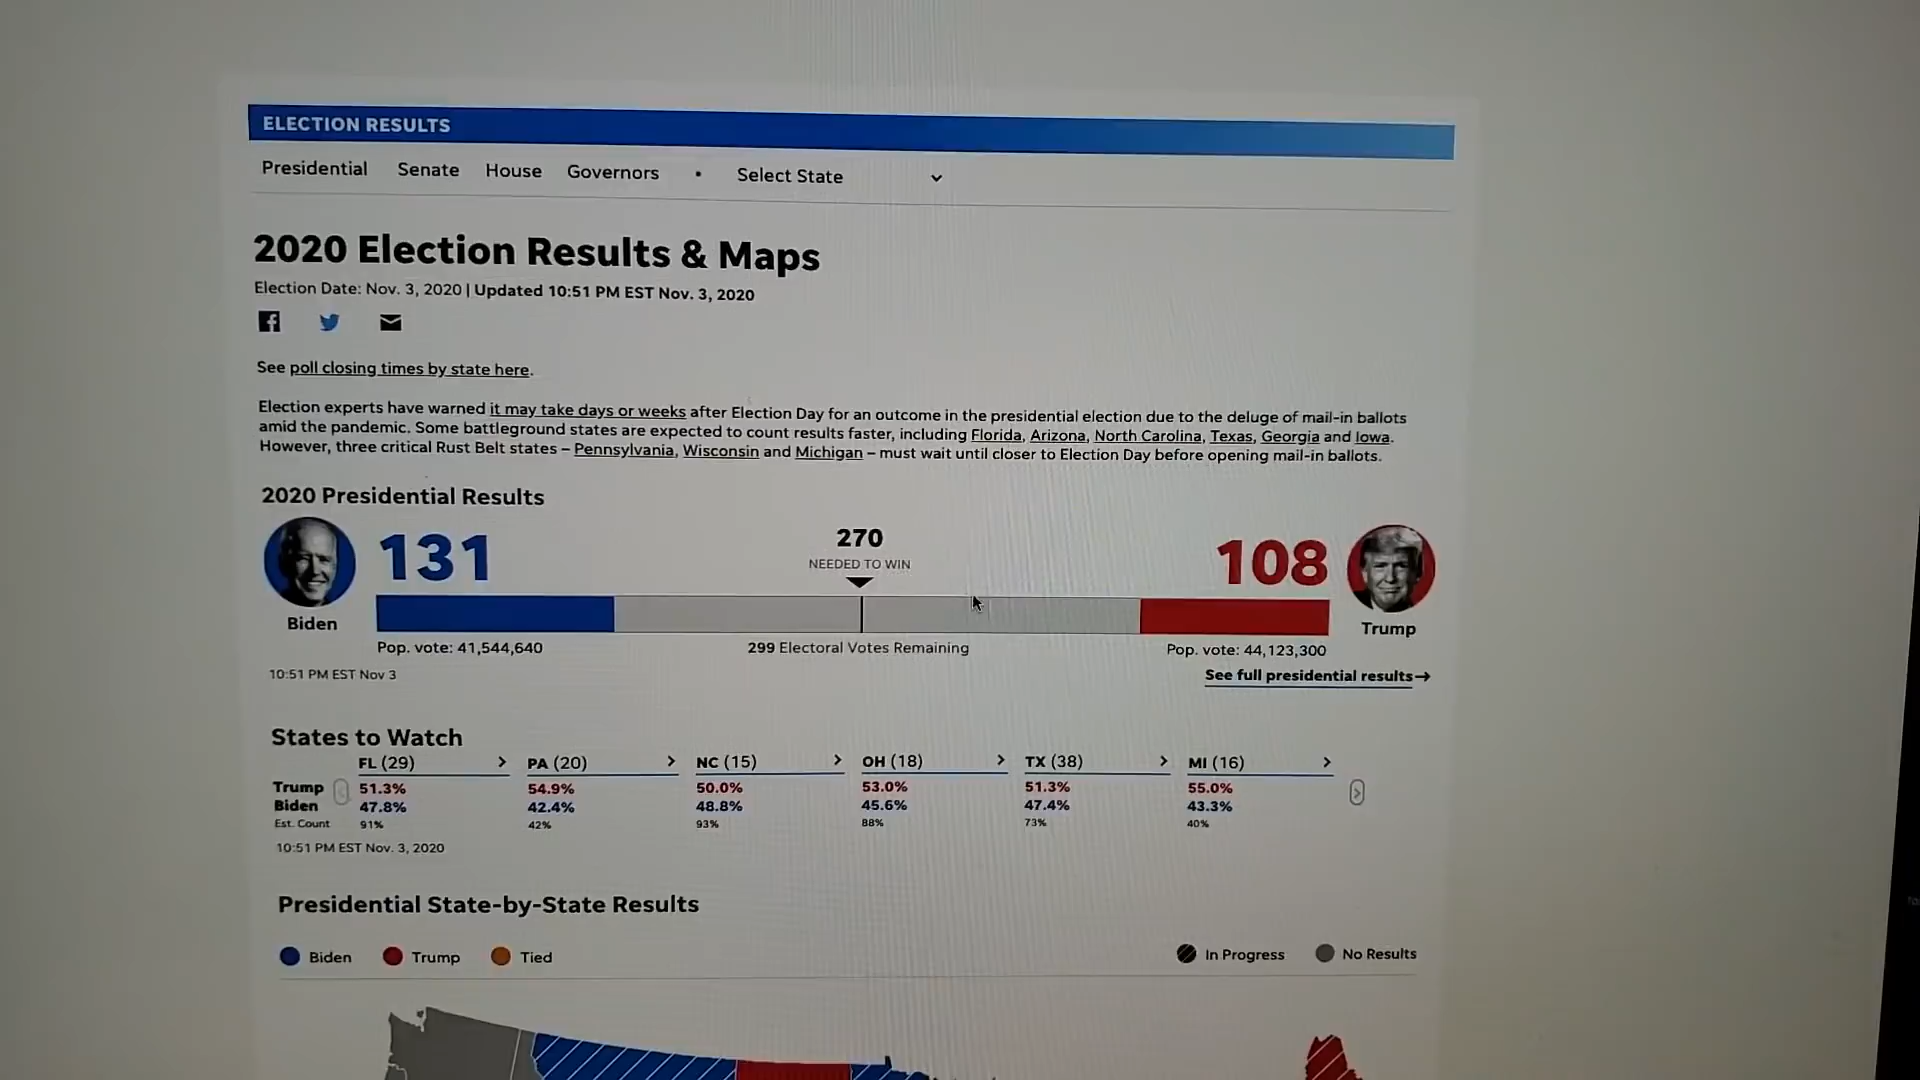 ELECTION RESULTS
Presidential Senate House Governors • Select State
2020 Election Results & Maps
Election Date: Nov. 3, 2020 | Updated 10:51 PM EST Nov. 3, 2020
See poll closing times by state here.
Election experts have warned it may take days or weeks after Election Day for an outcome in the presidential election due to the deluge of mail-in ballots
amid the pandemic. Some battleground states are expected to count results faster, including Florida, Arizona, North Carolina, Texas, Georgia and Iowa.
However, three critical Rust Belt states – Pennsylvania, Wisconsin and Michigan – must wait until closer to Election Day before opening mail-in ballots.
2020 Presidential Results
131 270 108
NEEDED TO WIN
Biden Trump
Pop. vote: 41,544,640 299 Electoral Votes Remaining Pop. vote: 44,123,300
10:51 PM EST Nov 3 See full presidential results→
States to Watch
FL (29) > PA (20) > NC (15) > OH (18) > TX (38) > MI (16) >
Trump 51.3% 54.9% 50.0% 53.0% 51.3% 55.0%
Biden 47.8% 42.4% 48.8% 45.6% 47.4% 43.3%
Est. Count 91% 42% 93% 88% 73% 40%
10:51 PM EST Nov. 3, 2020
Presidential State-by-State Results
Biden Trump Tied In Progress No Results